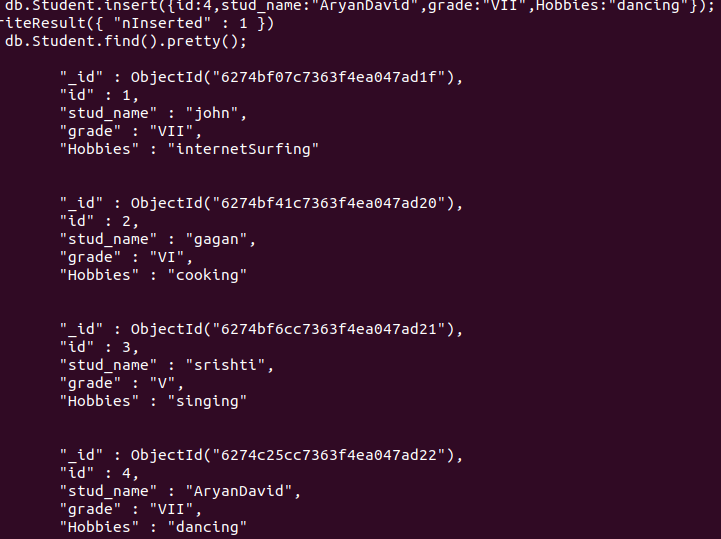 db.Student.insert({id:4,stud_name:"AryanDavid",grade:"VII",Hobbies:"dancing"});
riteResult({ "nInserted" : 1 })
db.Student.find().pretty();
"_id" : ObjectId("6274bf07c7363f4ea047ad1f"),
"id" : 1,
"stud_name" : "john",
"grade" : "VII",
"Hobbies" : "internetSurfing"
"_id" : ObjectId("6274bf41c7363f4ea047ad20"),
"id" : 2,
"stud_name" : "gagan",
"grade" : "VI",
"Hobbies" : "cooking"
"_id" : ObjectId("6274bf6cc7363f4ea047ad21"),
"id" : 3,
"stud_name" : "srishti",
"grade" : "V",
"Hobbies" : "singing"
"_id" : ObjectId("6274c25cc7363f4ea047ad22"),
"id" : 4,
"stud_name" : "AryanDavid",
"grade" : "VII",
"Hobbies" : "dancing"